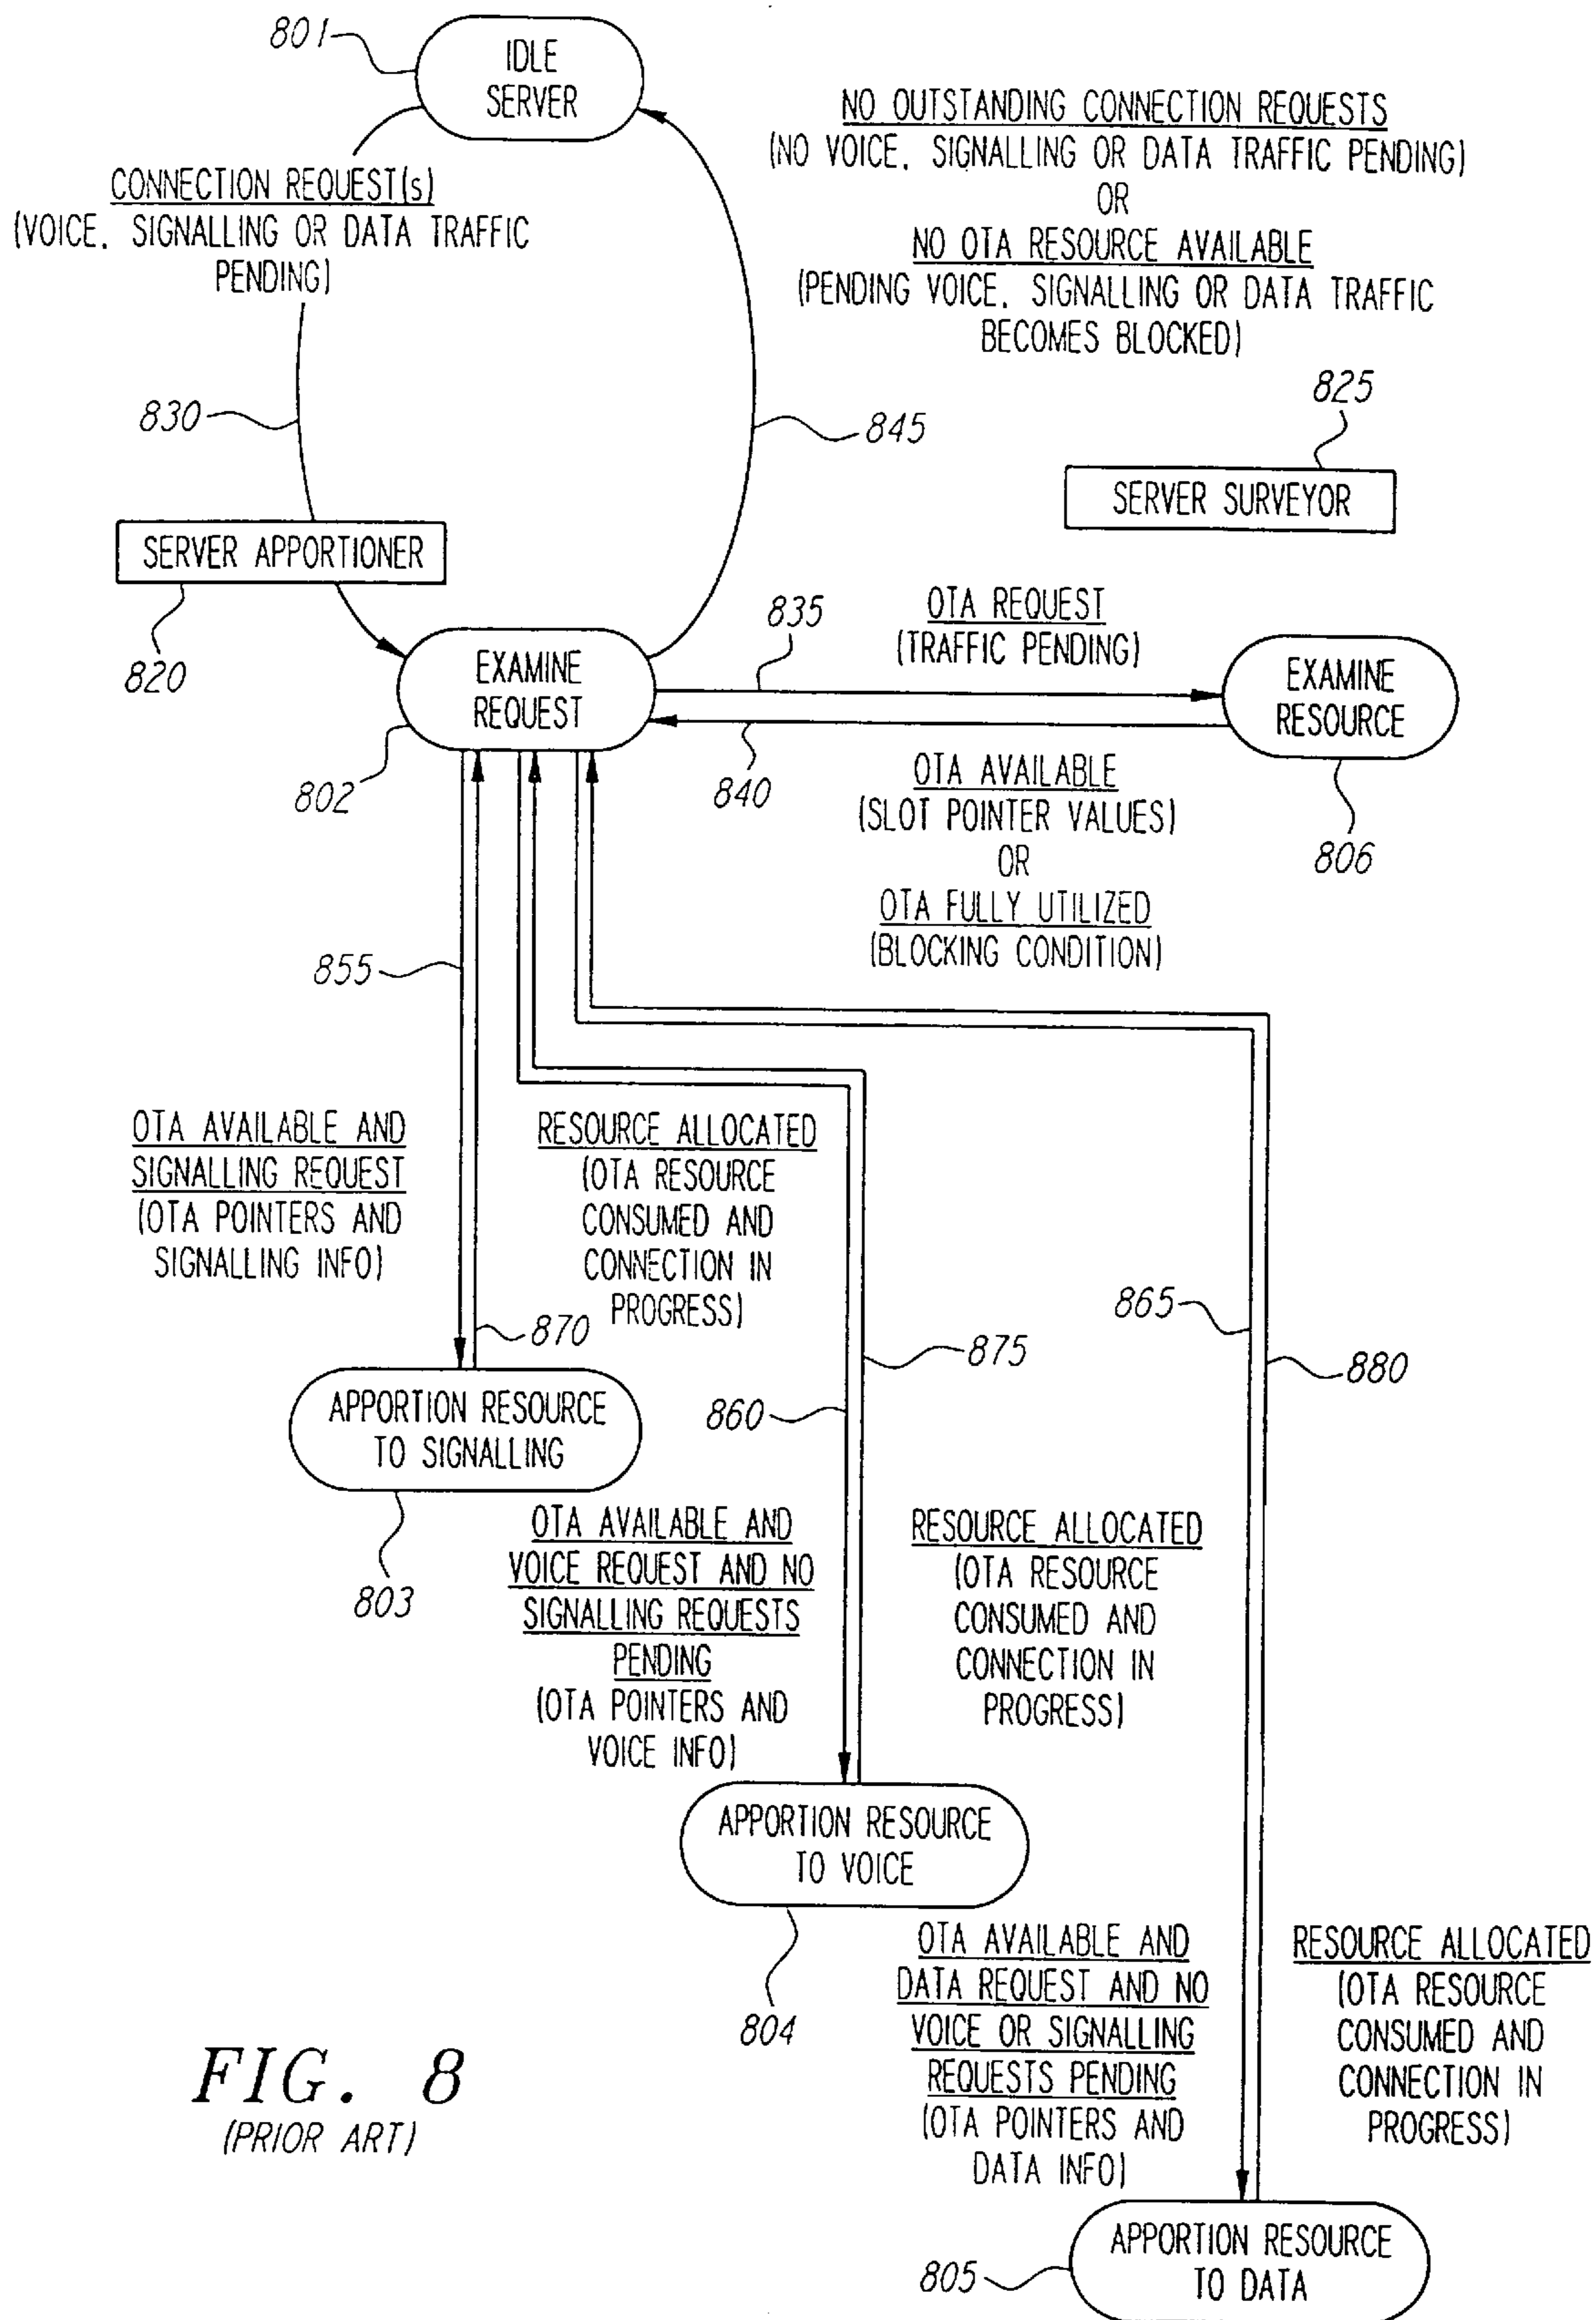 801
IDLE
SERVER
NO OUTSTANDING CONNECTION REQUESTS
(NO VOICE, SIGNALLING OR DATA TRAFFIC PENDING)
OR
NO OTA RESOURCE AVAILABLE
(PENDING VOICE, SIGNALLING OR DATA TRAFFIC
BECOMES BLOCKED)
CONNECTION REQUEST(s)
(VOICE, SIGNALLING OR DATA TRAFFIC
PENDING)
830
845
825
SERVER SURVEYOR
SERVER APPORTIONER
820
EXAMINE
REQUEST
802
835
OTA REQUEST
(TRAFFIC PENDING)
EXAMINE
RESOURCE
806
840
OTA AVAILABLE
(SLOT POINTER VALUES)
OR
OTA FULLY UTILIZED
(BLOCKING CONDITION)
855
OTA AVAILABLE AND
SIGNALLING REQUEST
(OTA POINTERS AND
SIGNALLING INFO)
RESOURCE ALLOCATED
(OTA RESOURCE
CONSUMED AND
CONNECTION IN
PROGRESS)
870
APPORTION RESOURCE
TO SIGNALLING
803
860
875
865
880
OTA AVAILABLE AND
VOICE REQUEST AND NO
SIGNALLING REQUESTS
PENDING
(OTA POINTERS AND
VOICE INFO)
RESOURCE ALLOCATED
(OTA RESOURCE
CONSUMED AND
CONNECTION IN
PROGRESS)
APPORTION RESOURCE
TO VOICE
804
OTA AVAILABLE AND
DATA REQUEST AND NO
VOICE OR SIGNALLING
REQUESTS PENDING
(OTA POINTERS AND
DATA INFO)
RESOURCE ALLOCATED
(OTA RESOURCE
CONSUMED AND
CONNECTION IN
PROGRESS)
APPORTION RESOURCE
TO DATA
805
FIG. 8
(PRIOR ART)